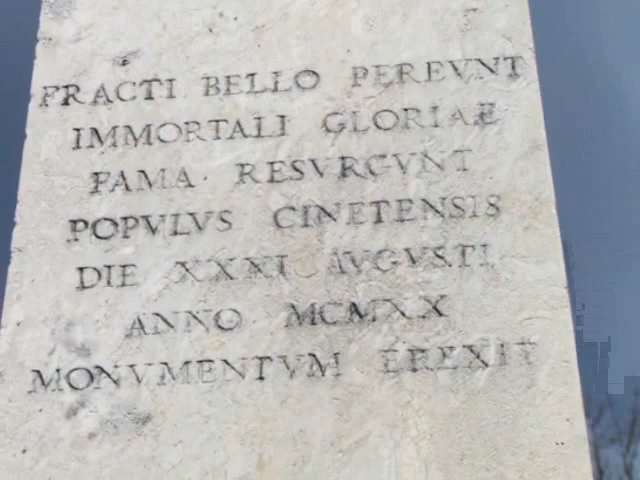 FRACTI BELLO PEREVNT
IMMORTALI GLORIAE
FAMA· RESVRGVNT
POPVLVS CINETENSIS
DIE XXXI AVGVSTI
ANNO MCMXX
MONVMENTVM EREXIT